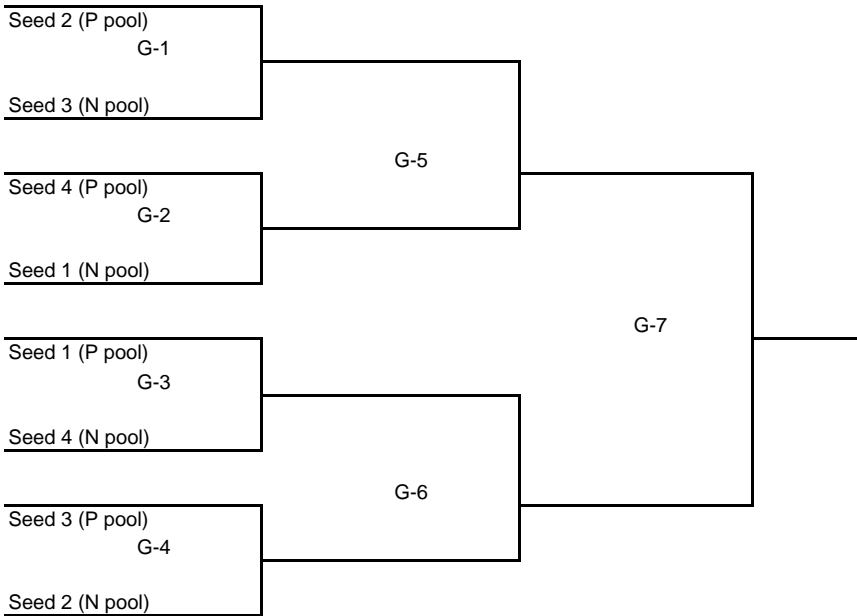 Seed 2 (P pool)
G-1
Seed 3 (N pool)
G-5
Seed 4 (P pool)
G-2
Seed 1 (N pool)
G-7
Seed 1 (P pool)
G-3
Seed 4 (N pool)
G-6
Seed 3 (P pool)
G-4
Seed 2 (N pool)